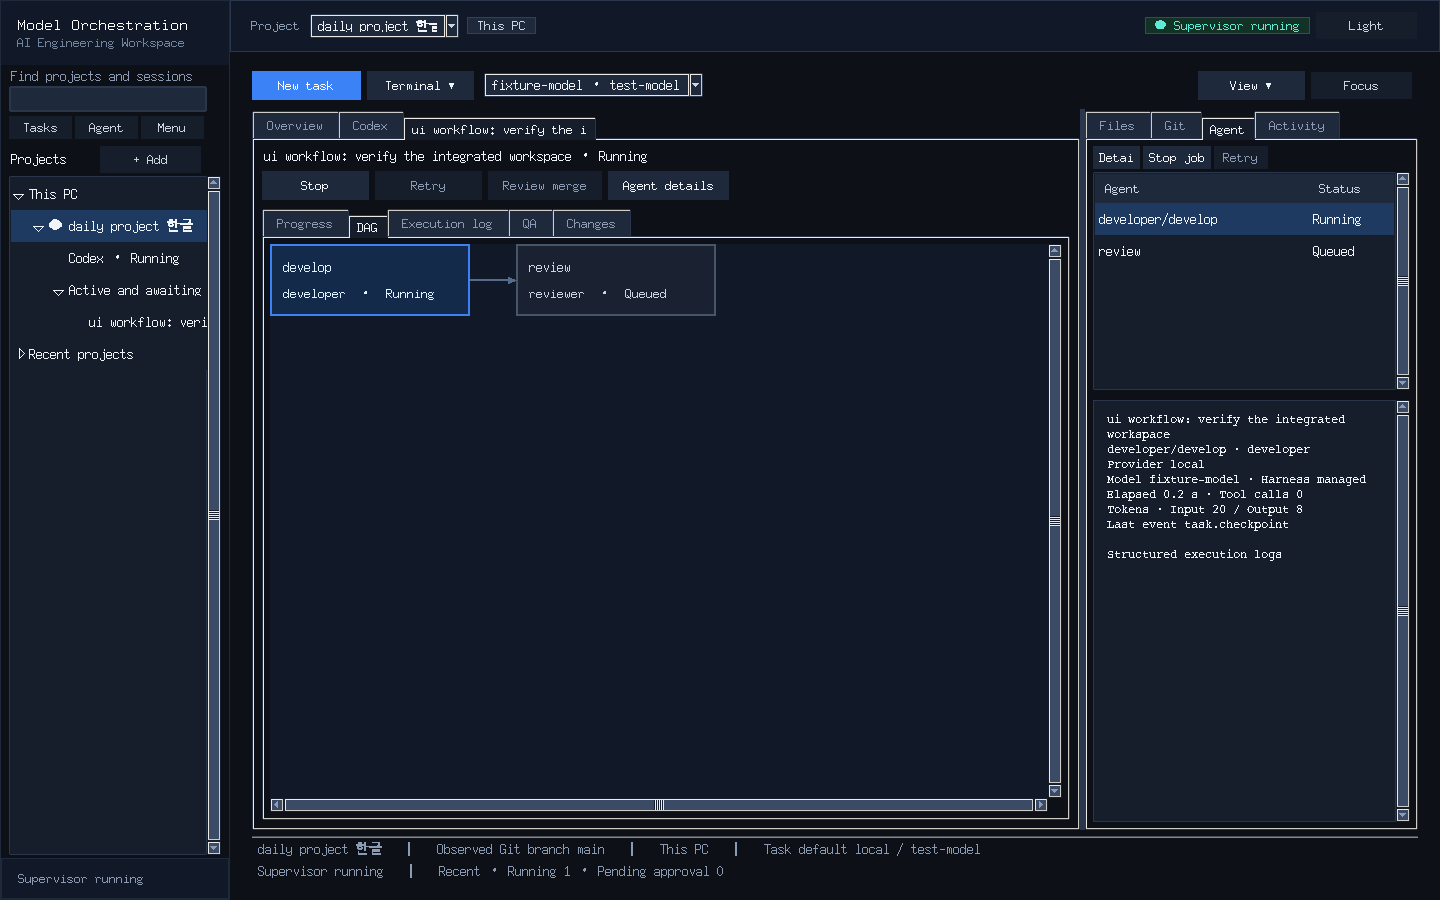 Model Orchestration
AI Engineering Workspace
Find projects and sessions
Tasks
Agent
Menu
Projects
+ Add
This PC
daily project 한글
Codex • Running
Active and awaiting
ui workflow: veri
Recent projects
Supervisor running
Project
daily project 한글
This PC
Supervisor running
Light
New task
Terminal ▾
fixture-model • test-model
View ▾
Focus
Overview
Codex
ui workflow: verify the i
ui workflow: verify the integrated workspace • Running
Stop
Retry
Review merge
Agent details
Progress
DAG
Execution log
QA
Changes
develop
developer • Running
review
reviewer • Queued
Files
Git
Agent
Activity
Detai
Stop job
Retry
Agent Status
developer/develop Running
review Queued
ui workflow: verify the integrated
workspace
developer/develop · developer
Provider local
Model fixture-model · Harness managed
Elapsed 0.2 s · Tool calls 0
Tokens · Input 20 / Output 8
Last event task.checkpoint
Structured execution logs
daily project 한글 | Observed Git branch main | This PC | Task default local / test-model
Supervisor running | Recent • Running 1 • Pending approval 0